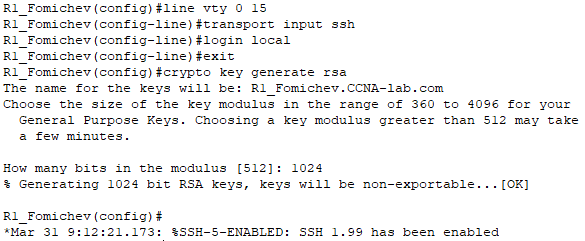 R1_Fomichev(config)#line vty 0 15
R1_Fomichev(config-line)#transport input ssh
R1_Fomichev(config-line)#login local
R1_Fomichev(config-line)#exit
R1_Fomichev(config)#crypto key generate rsa
The name for the keys will be: R1_Fomichev.CCNA-lab.com
Choose the size of the key modulus in the range of 360 to 4096 for your
General Purpose Keys. Choosing a key modulus greater than 512 may take
a few minutes.
How many bits in the modulus [512]: 1024
% Generating 1024 bit RSA keys, keys will be non-exportable...[OK]
R1_Fomichev(config)#
*Mar 31 9:12:21.173: %SSH-5-ENABLED: SSH 1.99 has been enabled